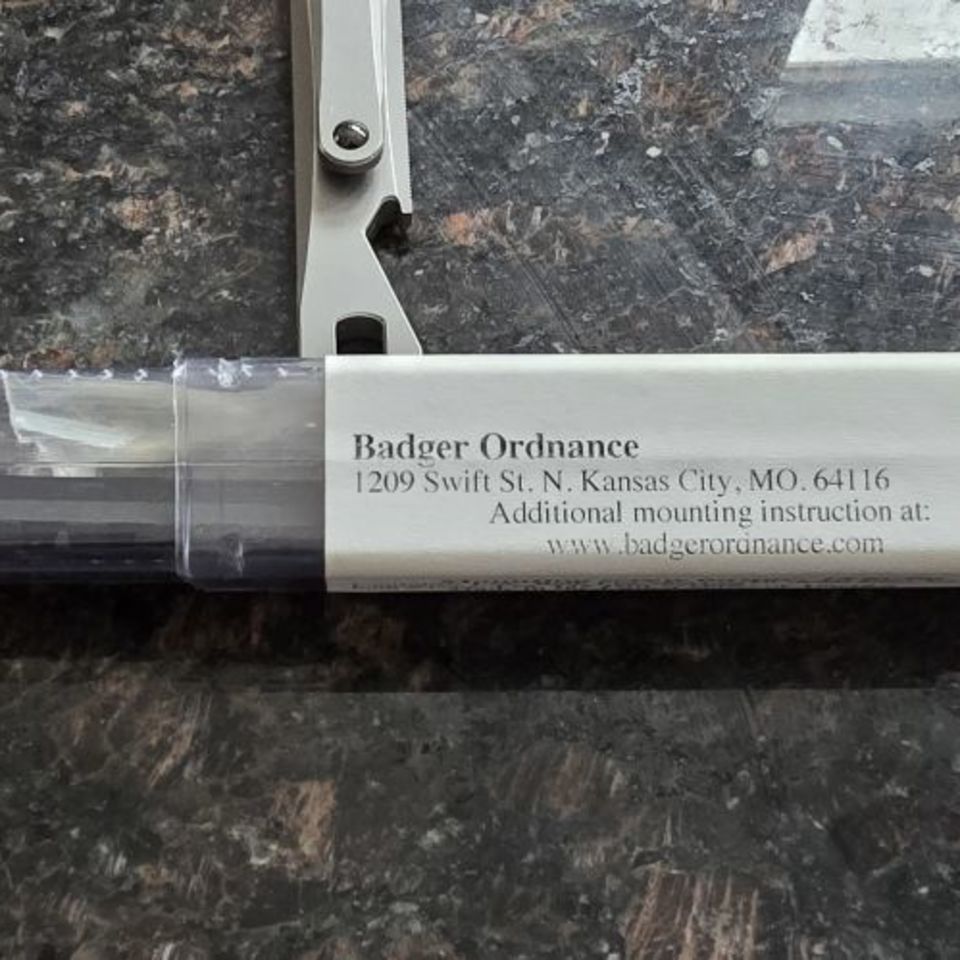 Badger Ordnance
1209 Swift St. N. Kansas City, MO. 64116
Additional mounting instruction at:
www.badgerordnance.com